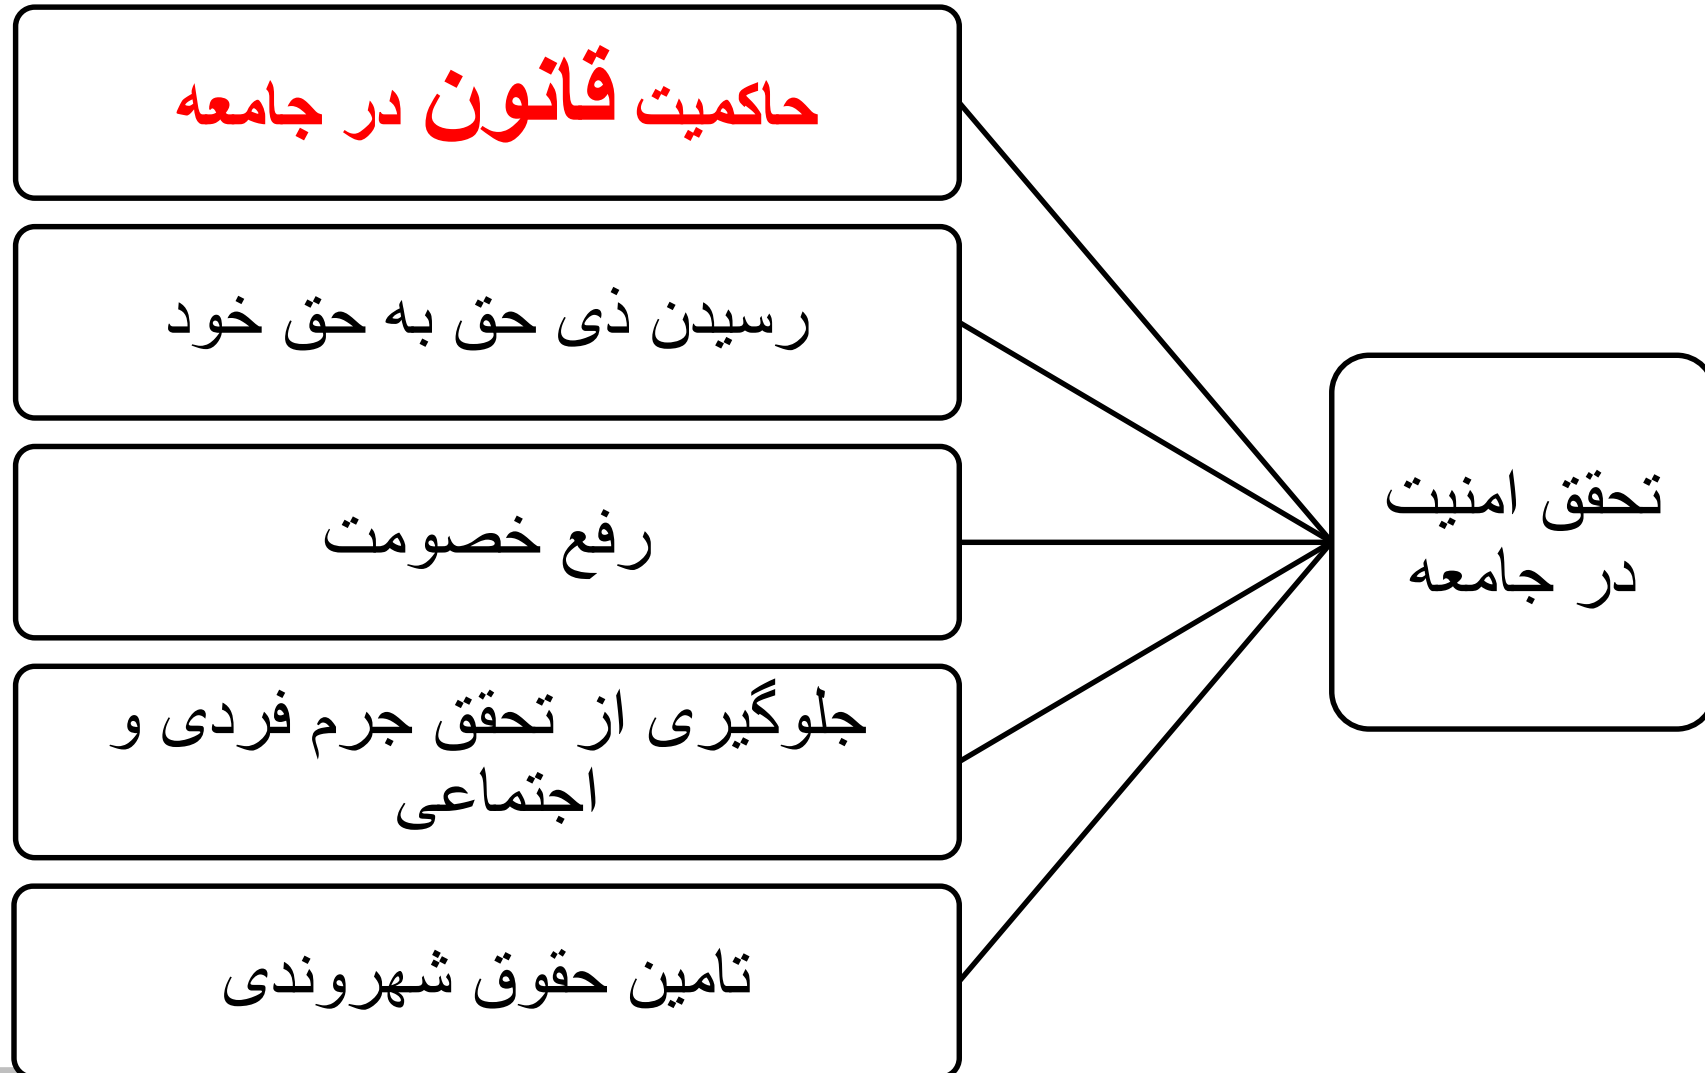 تحقق امنیت
در جامعه
حاکمیت قانون در جامعه
رسیدن ذی حق به حق خود
رفع خصومت
جلوگیری از تحقق جرم فردی و
اجتماعی
تامین حقوق شهروندی